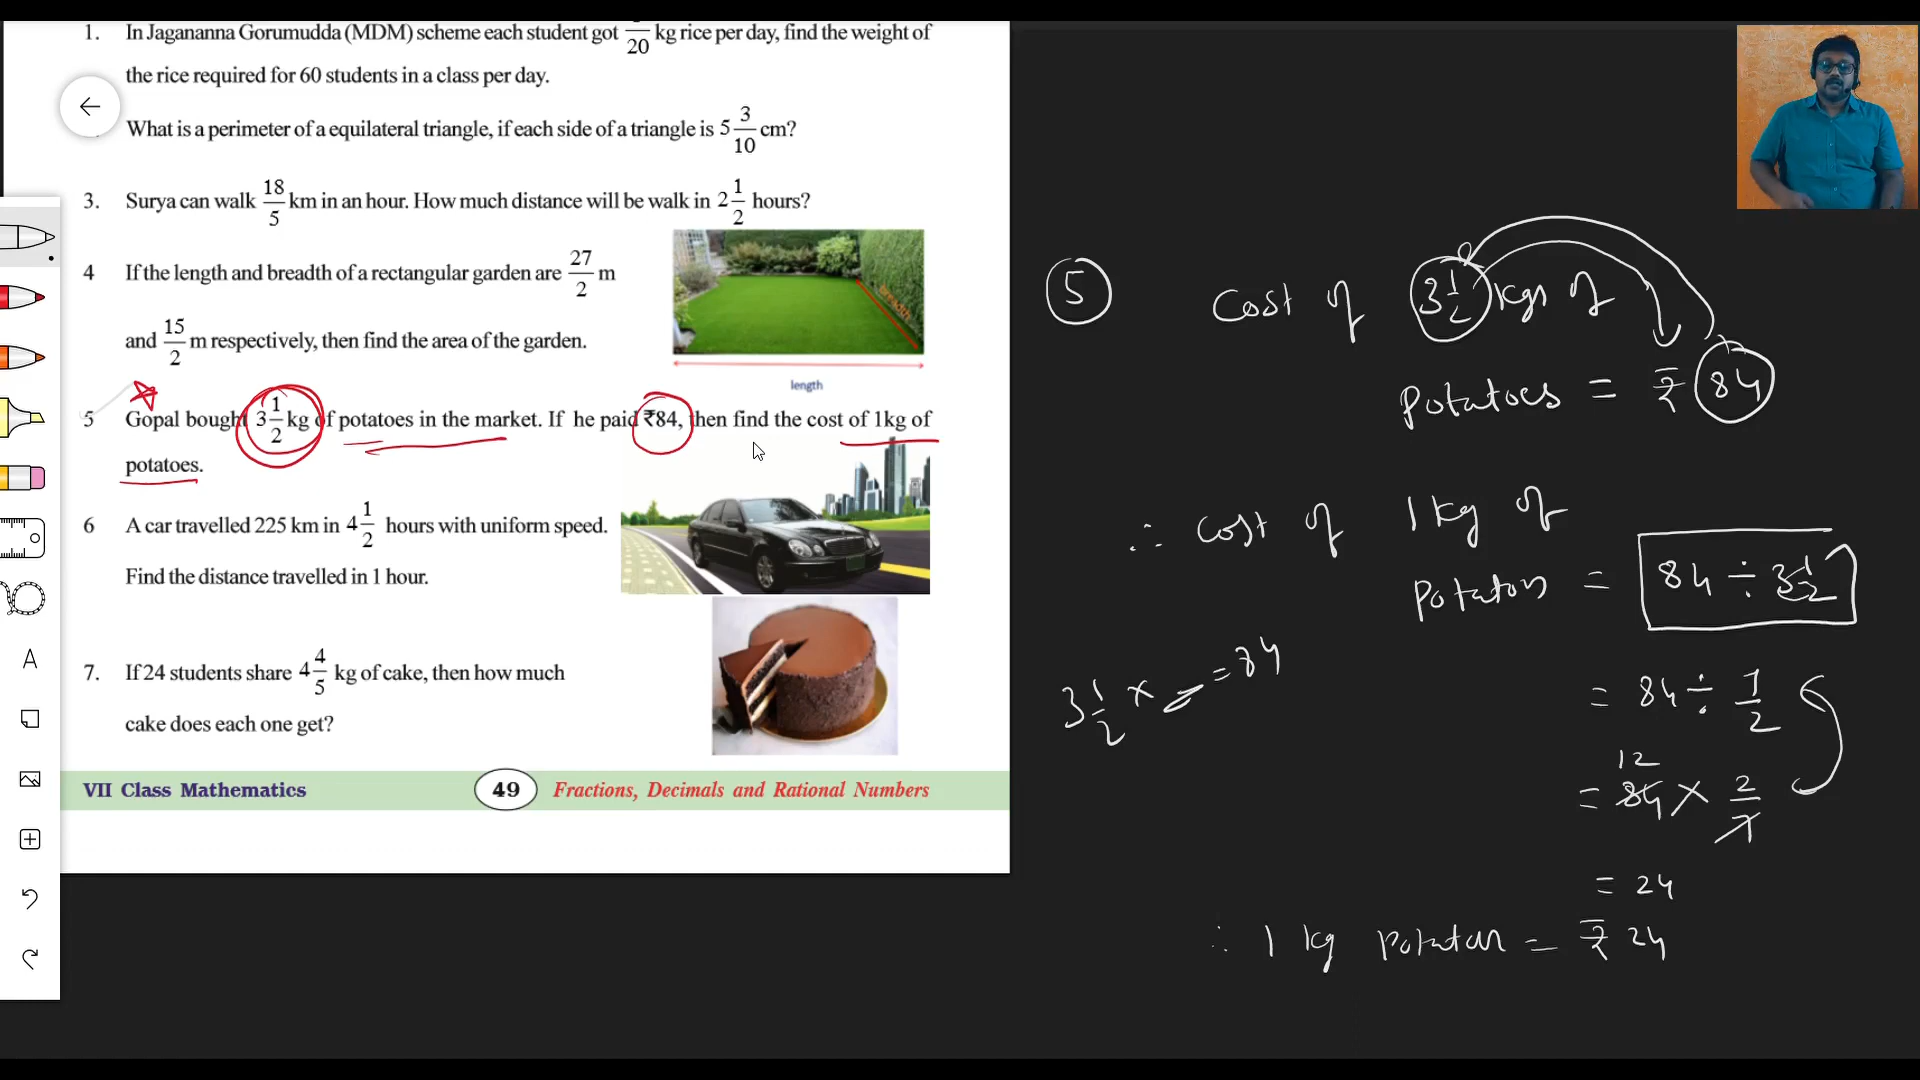 1. In Jagananna Gorumudda (MDM) scheme each student got /20 kg rice per day, find the weight of
the rice required for 60 students in a class per day.
What is a perimeter of a equilateral triangle, if each side of a triangle is 5 3/10 cm?
3. Surya can walk 18/5 km in an hour. How much distance will be walk in 2 1/2 hours?
4 If the length and breadth of a rectangular garden are 27/2 m
and 15/2 m respectively, then find the area of the garden.
breadth
length
5 Gopal bought 3 1/2 kg of potatoes in the market. If he paid ₹84, then find the cost of 1kg of
potatoes.
6 A car travelled 225 km in 4 1/2 hours with uniform speed.
Find the distance travelled in 1 hour.
7. If 24 students share 4 4/5 kg of cake, then how much
cake does each one get?
VII Class Mathematics 49 Fractions, Decimals and Rational Numbers
A
5 Cost of 3 1/2 kgs of
potatoes = ₹ 84
∴ Cost of 1 kg of
potatoes = 84 ÷ 3 1/2
3 1/2 × = 84
= 84 ÷ 7/2
12
= 84 × 2/7
= 24
∴ 1 kg potatoes = ₹ 24